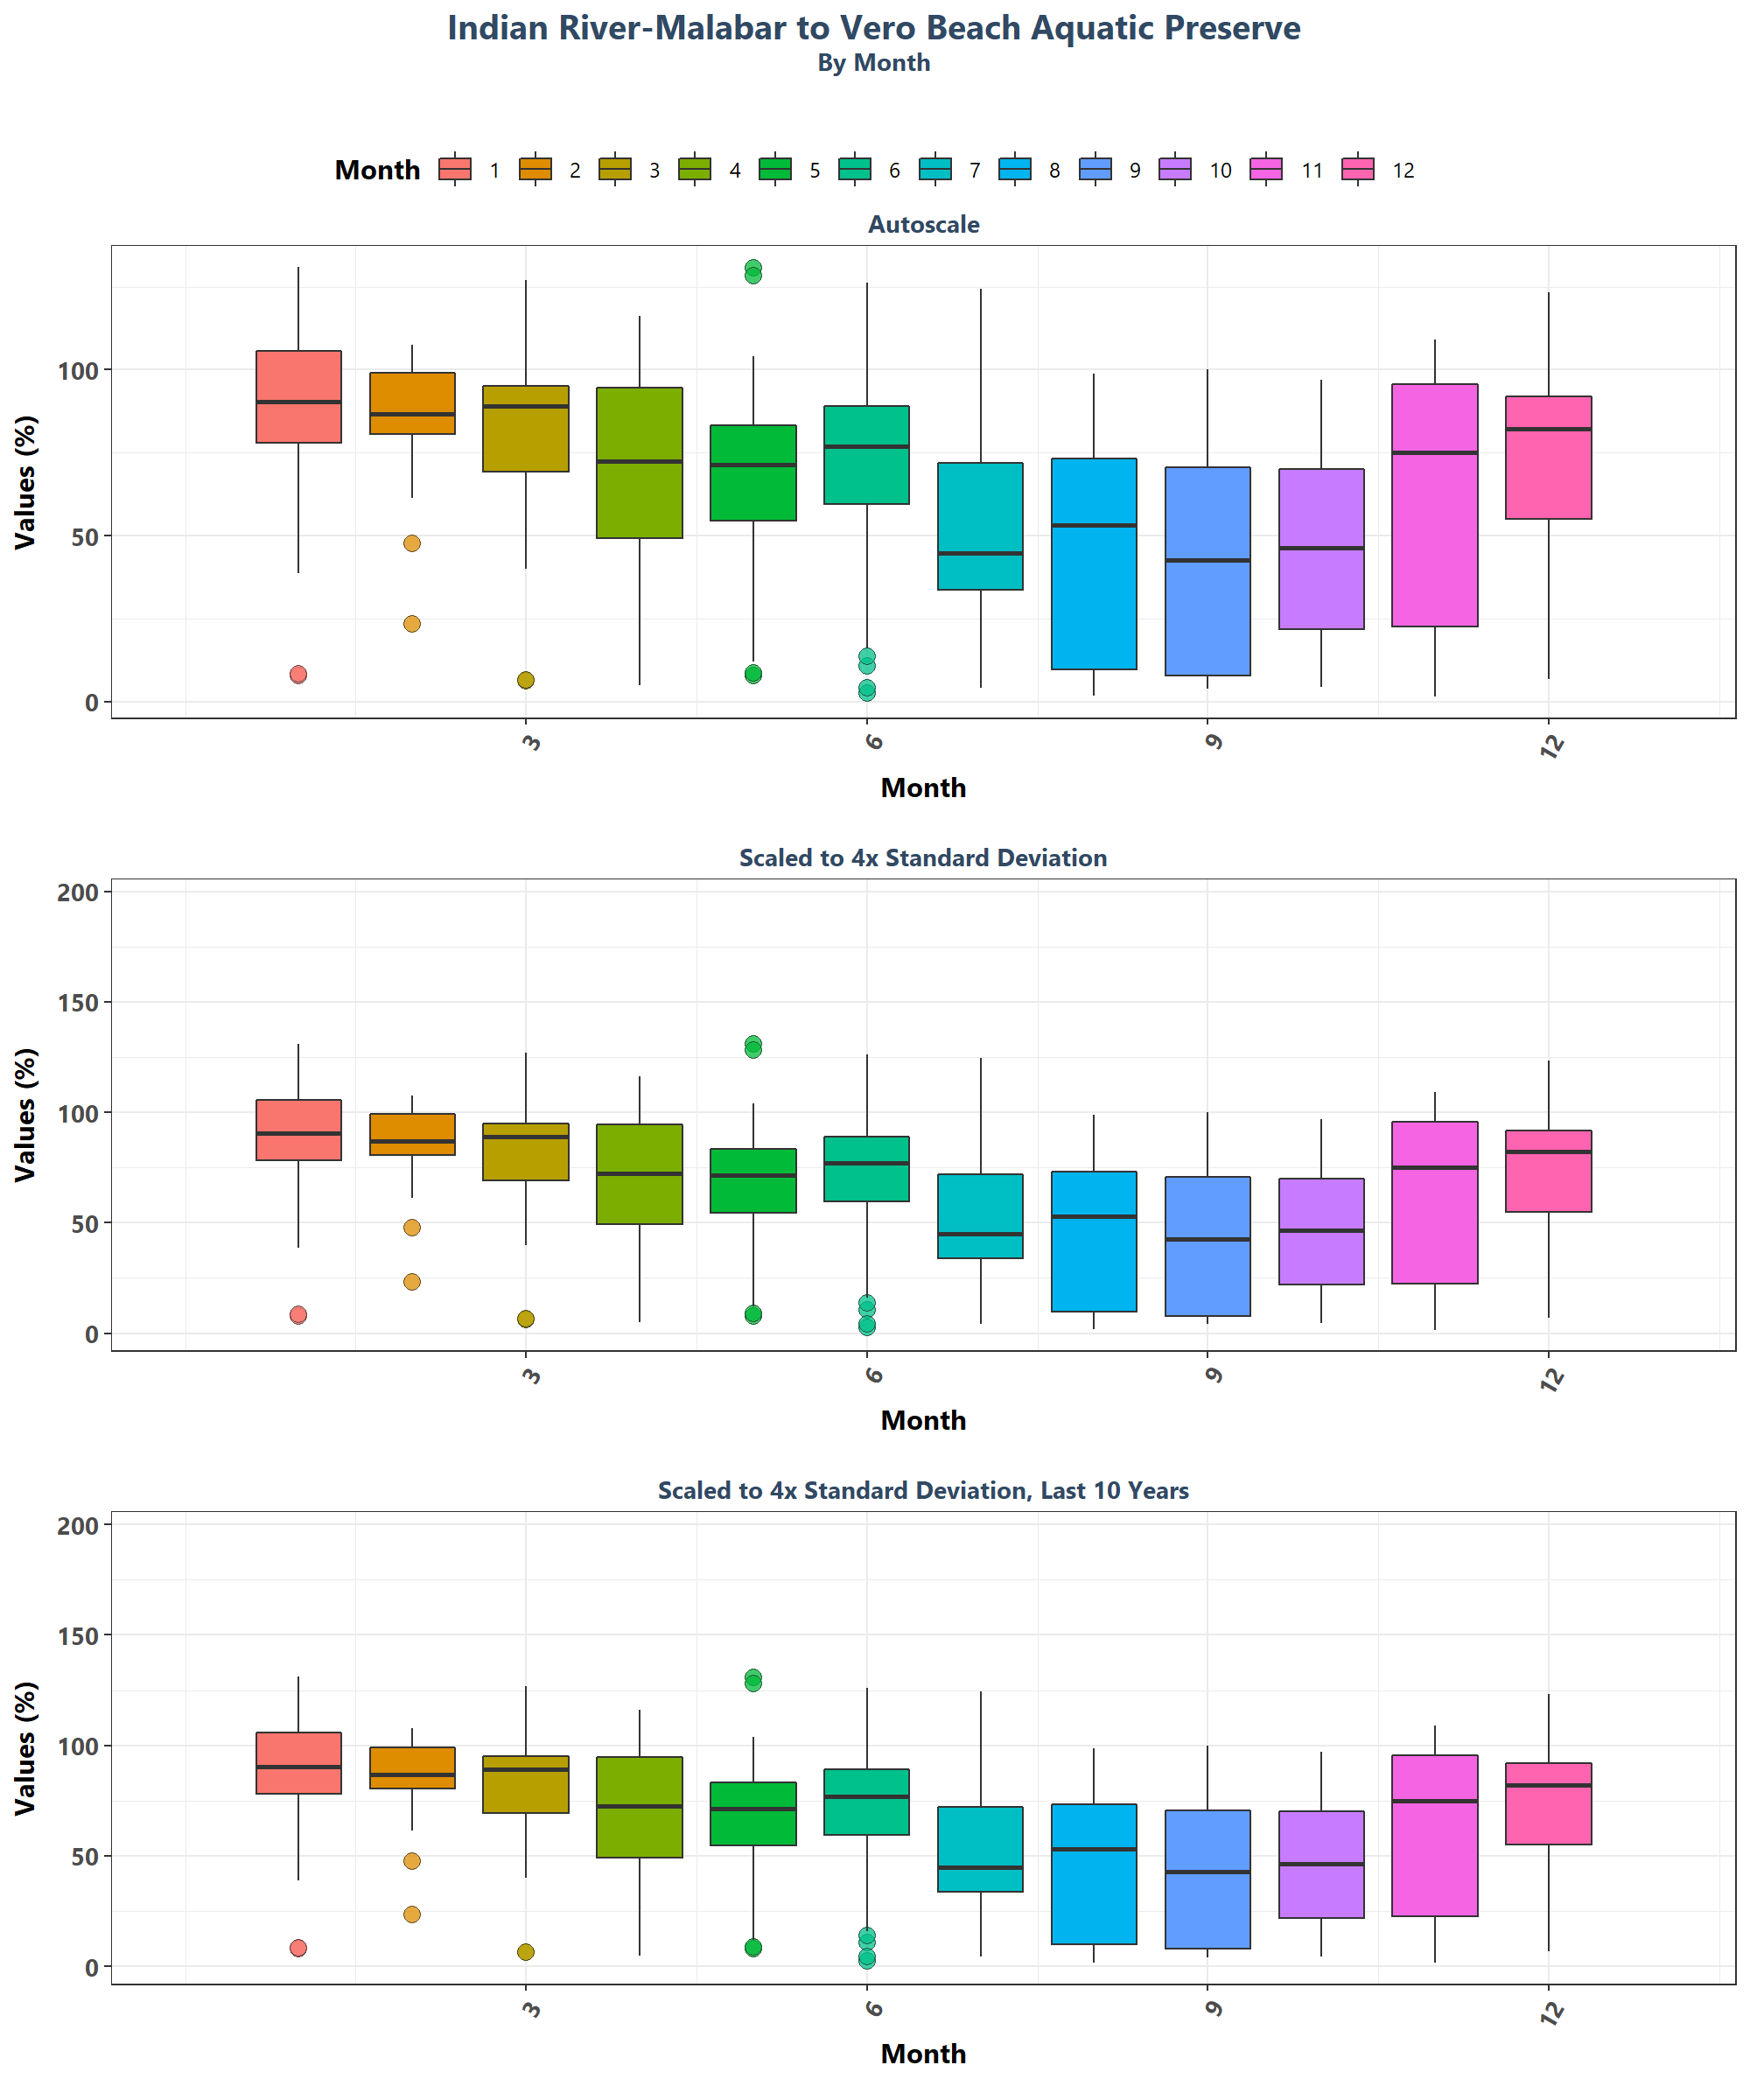 Indian River-Malabar to Vero Beach Aquatic Preserve
By Month
Month 1 2 3 4 5 6 7 8 9 10 11 12
Autoscale
Values (%)
100
50
0
3 6 9 12
Month
Scaled to 4x Standard Deviation
Values (%)
200
150
100
50
0
3 6 9 12
Month
Scaled to 4x Standard Deviation, Last 10 Years
Values (%)
200
150
100
50
0
3 6 9 12
Month